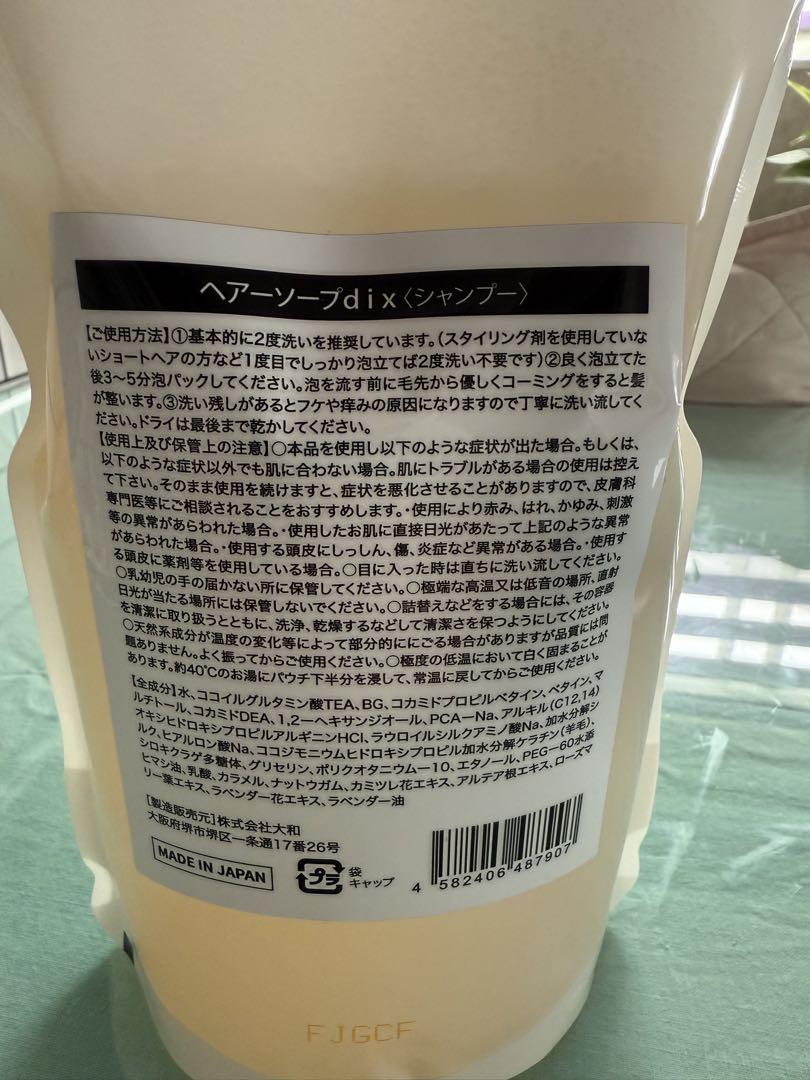 ヘアーソープdix〈シャンプー〉
【ご使用方法】①基本的に2度洗いを推奨しています。(スタイリング剤を使用していな
いショートヘアの方など1度目でしっかり泡立てば2度洗い不要です)②良く泡立てた
後3〜5分泡パックしてください。泡を流す前に毛先から優しくコーミングをすると髪
が整います。③洗い残しがあるとフケや痒みの原因になりますので丁寧に洗い流してく
ださい。ドライは最後まで乾かしてください。
【使用上及び保管上の注意】○本品を使用し以下のような症状が出た場合。もしくは、
以下のような症状以外でも肌に合わない場合。肌にトラブルがある場合の使用は控え
て下さい。そのまま使用を続けますと、症状を悪化させることがありますので、皮膚科
専門医等にご相談されることをおすすめします。・使用により赤み、はれ、かゆみ、刺激
等の異常があらわれた場合。・使用したお肌に直接日光があたって上記のような異常
があらわれた場合。・使用する頭皮にしっしん、傷、炎症など異常がある場合。・使用す
る頭皮に薬剤等を使用している場合。○目に入った時は直ちに洗い流してください。
○乳幼児の手の届かない所に保管してください。○極端な高温又は低音の場所、直射
日光が当たる場所には保管しないでください。○詰替えなどをする場合には、その容器
を清潔に取り扱うとともに、洗浄、乾燥するなどして清潔さを保つようにしてください。
○天然系成分が温度の変化等によって部分的ににごる場合がありますが品質には問
題ありません。よく振ってからご使用ください。○極度の低温において白く固まることが
あります。約40℃のお湯にパウチ下半分を浸して、常温に戻してからご使用ください。
【全成分】水、ココイルグルタミン酸TEA、BG、コカミドプロピルベタイン、ベタイン、マ
ルチトール、コカミドDEA、1,2－ヘキサンジオール、PCA－Na、アルキル(C12,14)
オキシヒドロキシプロピルアルギニンHCl、ラウロイルシルクアミノ酸Na、加水分解シ
ルク、ヒアルロン酸Na、ココジモニウムヒドロキシプロピル加水分解ケラチン(羊毛)、
シロキクラゲ多糖体、グリセリン、ポリクオタニウム－10、エタノール、PEG－60水添
ヒマシ油、乳酸、カラメル、ナットウガム、カミツレ花エキス、アルテア根エキス、ローズマ
リー葉エキス、ラベンダー花エキス、ラベンダー油
【製造販売元】株式会社大和
大阪府堺市堺区一条通17番26号
MADE IN JAPAN
プラ
袋
キャップ
4 582406 487907
FJGCF